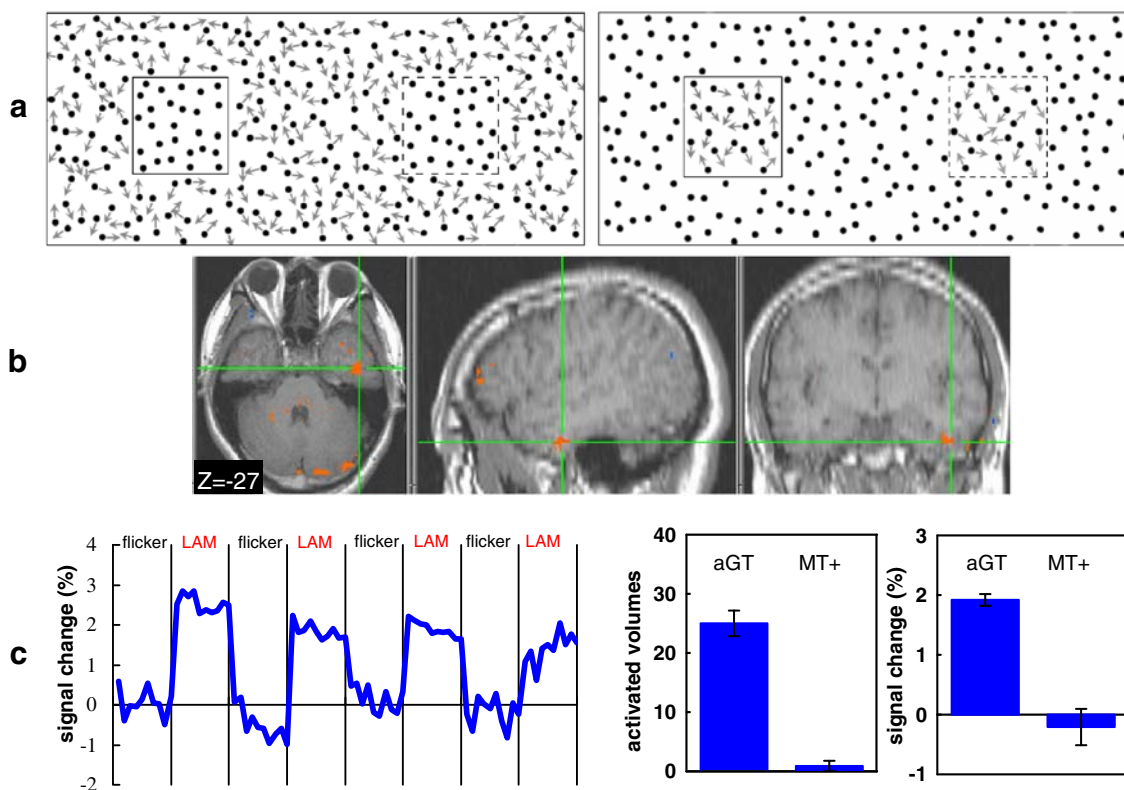 a
b
Z=-27
c
signal change (%)
4
3
2
1
0
-1
-2
flicker LAM flicker LAM flicker LAM flicker LAM
activated volumes
40
30
20
10
0
aGT MT+
signal change (%)
3
2
1
0
-1
aGT MT+